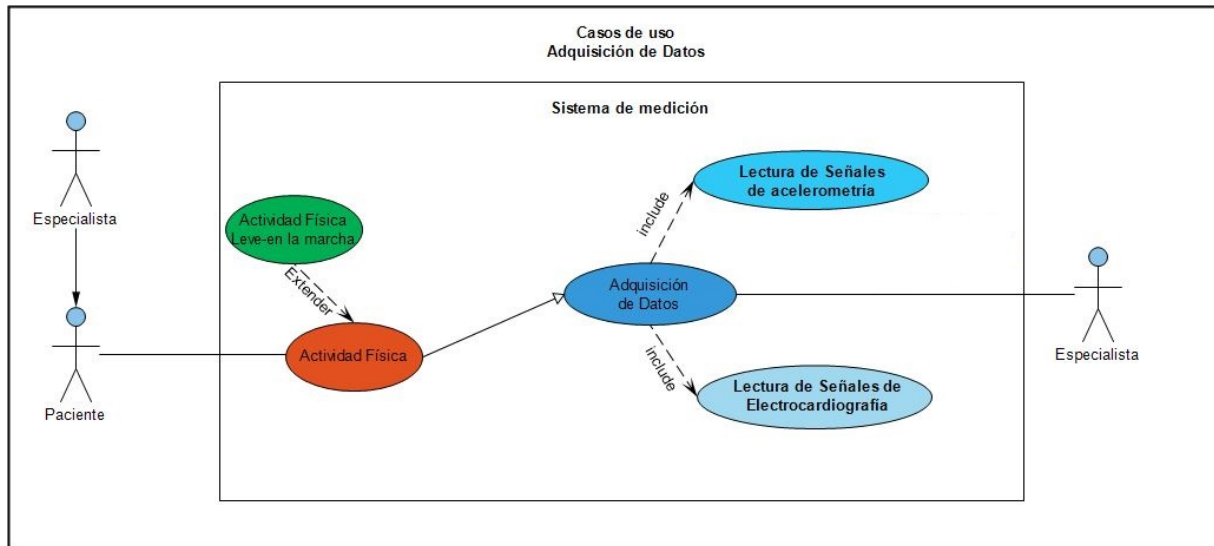 Casos de uso
Adquisición de Datos
Sistema de medición
Especialista
Paciente
Actividad Física
Leve-en la marcha
Extender
Actividad Física
Adquisición
de Datos
include
Lectura de Señales
de acelerometría
include
Lectura de Señales de
Electrocardiografía
Especialista